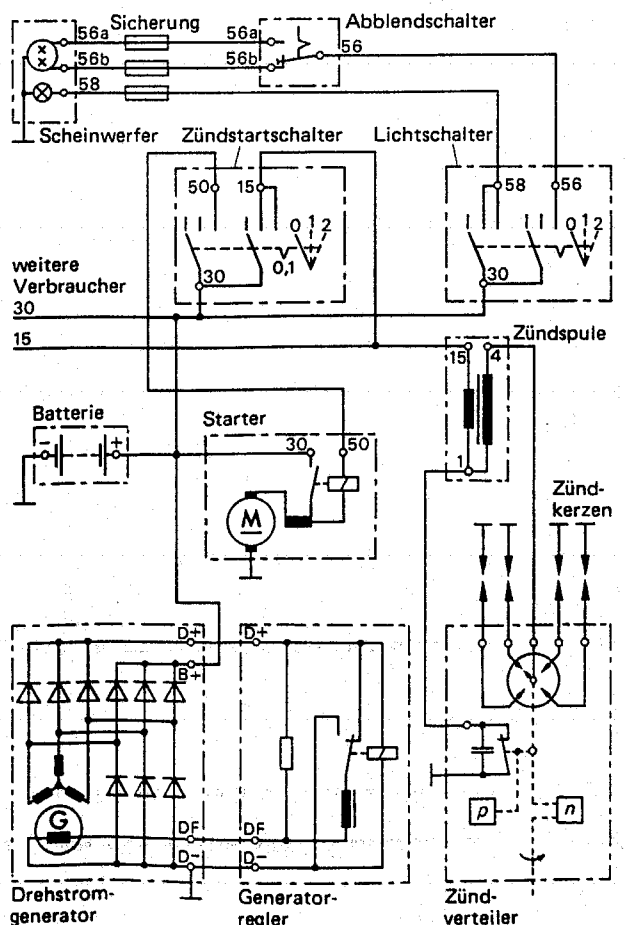 Sicherung
Abblendschalter
56a
56a
56
56b
56b
58
Scheinwerfer
Zündstartschalter
Lichtschalter
50
15
58
56
0
1
2
0
1
2
0,1
30
30
weitere
Verbraucher
30
15
Zündspule
15
4
1
Batterie
-
+
Starter
30
50
M
Zünd-
kerzen
D+
D+
B+
G
DF
DF
D-
D-
p
n
Drehstrom-
generator
Generator-
regler
Zünd-
verteiler